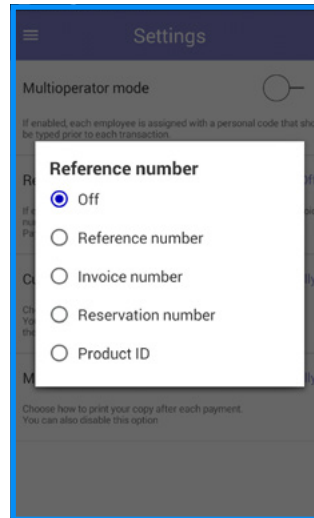 Settings
Multioperator mode
If enabled, each employee is assigned with a personal code that
be typed prior to each transaction.
Reference number
Off
Reference number
Invoice number
Reservation number
Product ID
Choose how to print your copy after each payment.
You can also disable this option